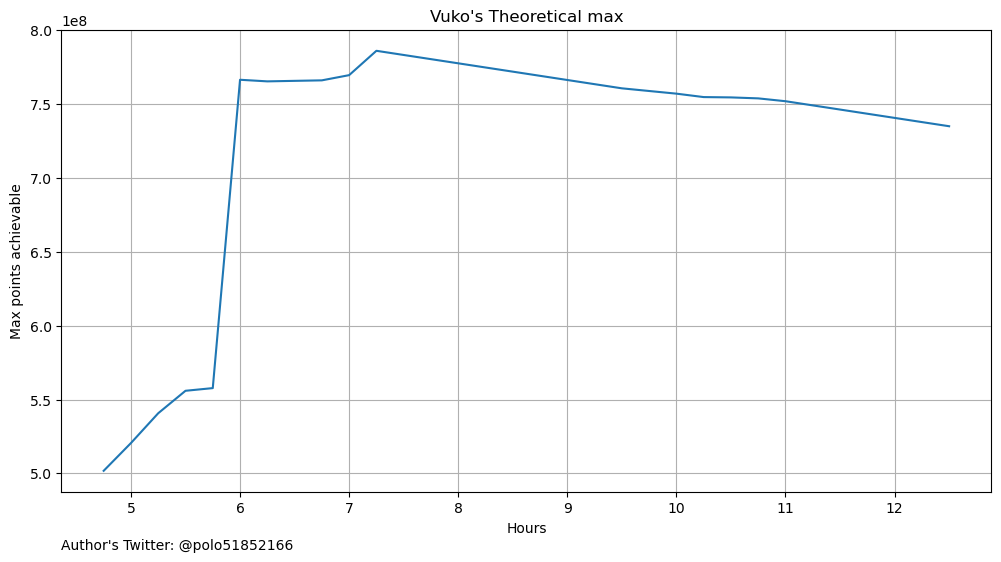 Vuko's Theoretical max
1e8
8.0
7.5
7.0
6.5
6.0
5.5
5.0
Max points achievable
5 6 7 8 9 10 11 12
Hours
Author's Twitter: @polo51852166